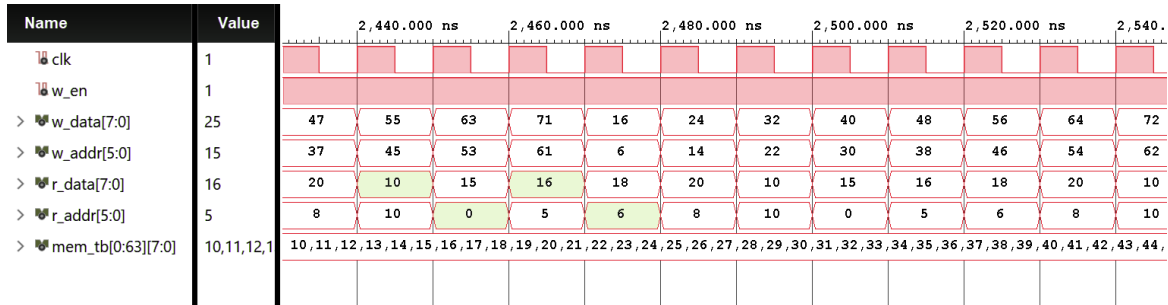 Name Value 2,440.000 ns 2,460.000 ns 2,480.000 ns 2,500.000 ns 2,520.000 ns 2,540.
clk 1
w_en 1
> w_data[7:0] 25 47 55 63 71 16 24 32 40 48 56 64 72
> w_addr[5:0] 15 37 45 53 61 6 14 22 30 38 46 54 62
> r_data[7:0] 16 20 10 15 16 18 20 10 15 16 18 20 10
> r_addr[5:0] 5 8 10 0 5 6 8 10 0 5 6 8 10
> mem_tb[0:63][7:0] 10,11,12,1 10,11,12,13,14,15,16,17,18,19,20,21,22,23,24,25,26,27,28,29,30,31,32,33,34,35,36,37,38,39,40,41,42,43,44,